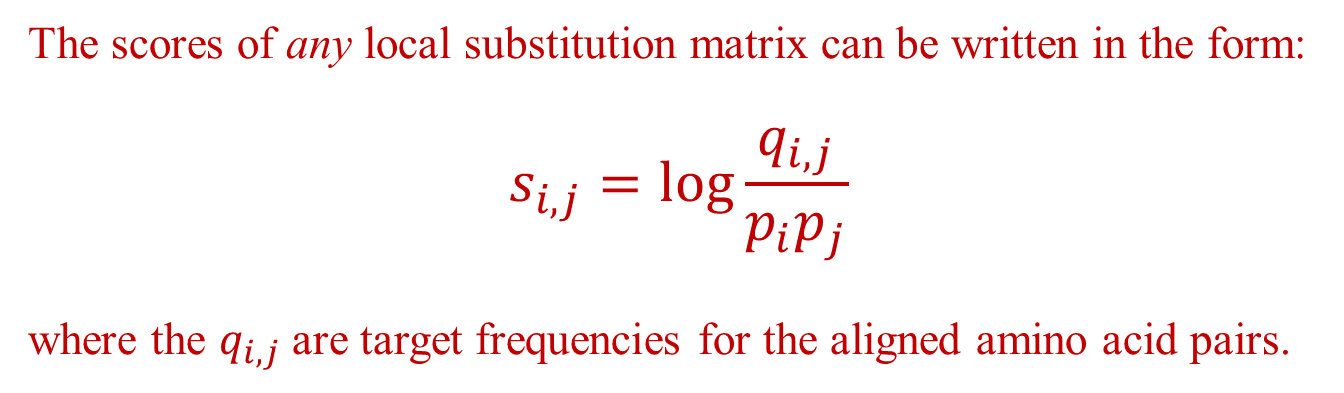 The scores of any local substitution matrix can be written in the form:
s_{i,j} = log \frac{q_{i,j}}{p_i p_j}
where the q_{i,j} are target frequencies for the aligned amino acid pairs.